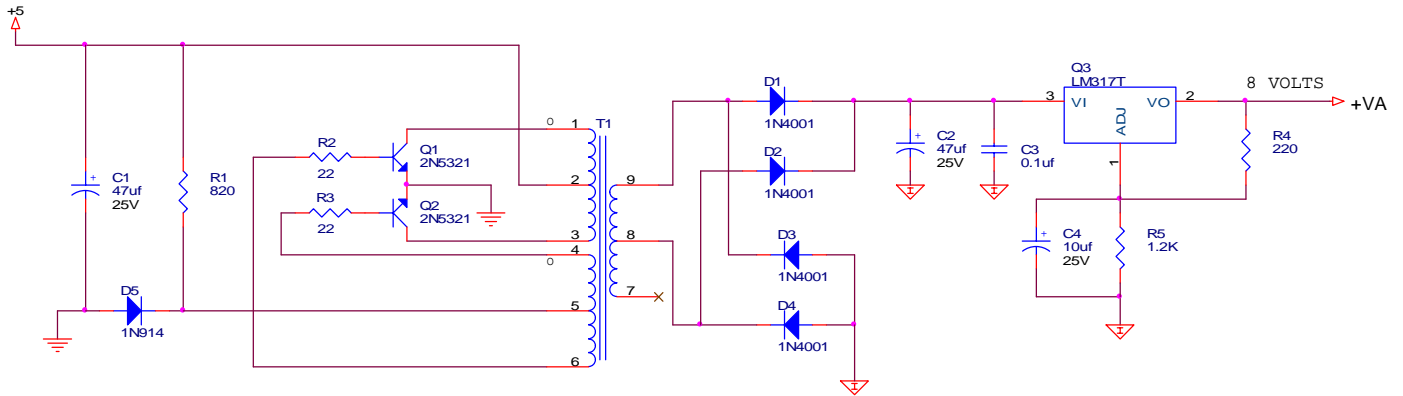 +5
C1
47uf
25V
+
R1
820
D5
1N914
R2
22
R3
22
Q1
2N5321
Q2
2N5321
o
1
2
3
4
o
5
6
T1
9
8
7
D1
1N4001
D2
1N4001
D3
1N4001
D4
1N4001
I
+
C2
47uf
25V
I
C3
0.1uf
I
Q3
LM317T
3
VI
VO
2
ADJ
1
8 VOLTS
+VA
R4
220
+
C4
10uf
25V
R5
1.2K
I